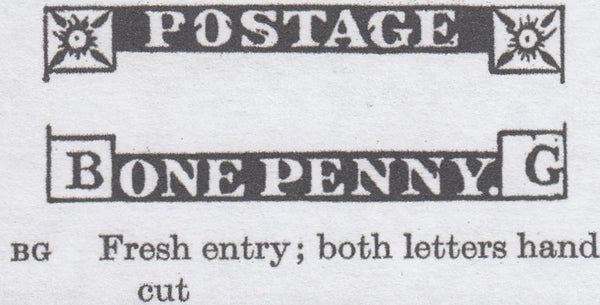 POSTAGE
B ONE PENNY. G
BG Fresh entry; both letters hand
cut